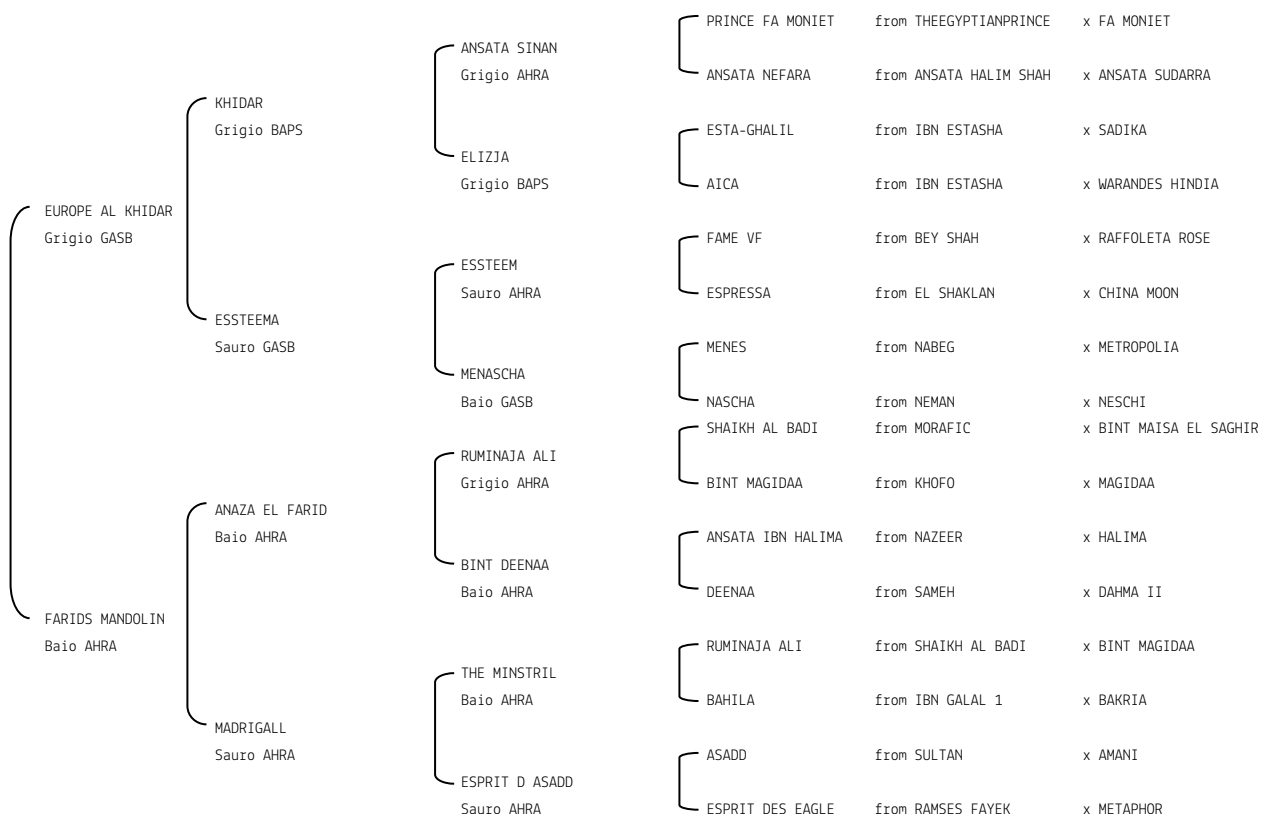 PRINCE FA MONIET from THEEGYPTIANPRINCE x FA MONIET
ANSATA SINAN
Grigio AHRA
ANSATA NEFARA from ANSATA HALIM SHAH x ANSATA SUDARRA
KHIDAR
Grigio BAPS
ESTA-GHALIL from IBN ESTASHA x SADIKA
ELIZJA
Grigio BAPS
AICA from IBN ESTASHA x WARANDES HINDIA
EUROPE AL KHIDAR
Grigio GASB
FAME VF from BEY SHAH x RAFFOLETA ROSE
ESSTEEM
Sauro AHRA
ESPRESSA from EL SHAKLAN x CHINA MOON
ESSTEEMA
Sauro GASB
MENES from NABEG x METROPOLIA
MENASCHA
Baio GASB
NASCHA from NEMAN x NESCHI
SHAIKH AL BADI from MORAFIC x BINT MAISA EL SAGHIR
RUMINAJA ALI
Grigio AHRA
BINT MAGIDAA from KHOFO x MAGIDAA
ANAZA EL FARID
Baio AHRA
ANSATA IBN HALIMA from NAZEER x HALIMA
BINT DEENAA
Baio AHRA
DEENAA from SAMEH x DAHMA II
FARIDS MANDOLIN
Baio AHRA
RUMINAJA ALI from SHAIKH AL BADI x BINT MAGIDAA
THE MINSTRIL
Baio AHRA
BAHILA from IBN GALAL 1 x BAKRIA
MADRIGALL
Sauro AHRA
ASADD from SULTAN x AMANI
ESPRIT D ASADD
Sauro AHRA
ESPRIT DES EAGLE from RAMSES FAYEK x METAPHOR